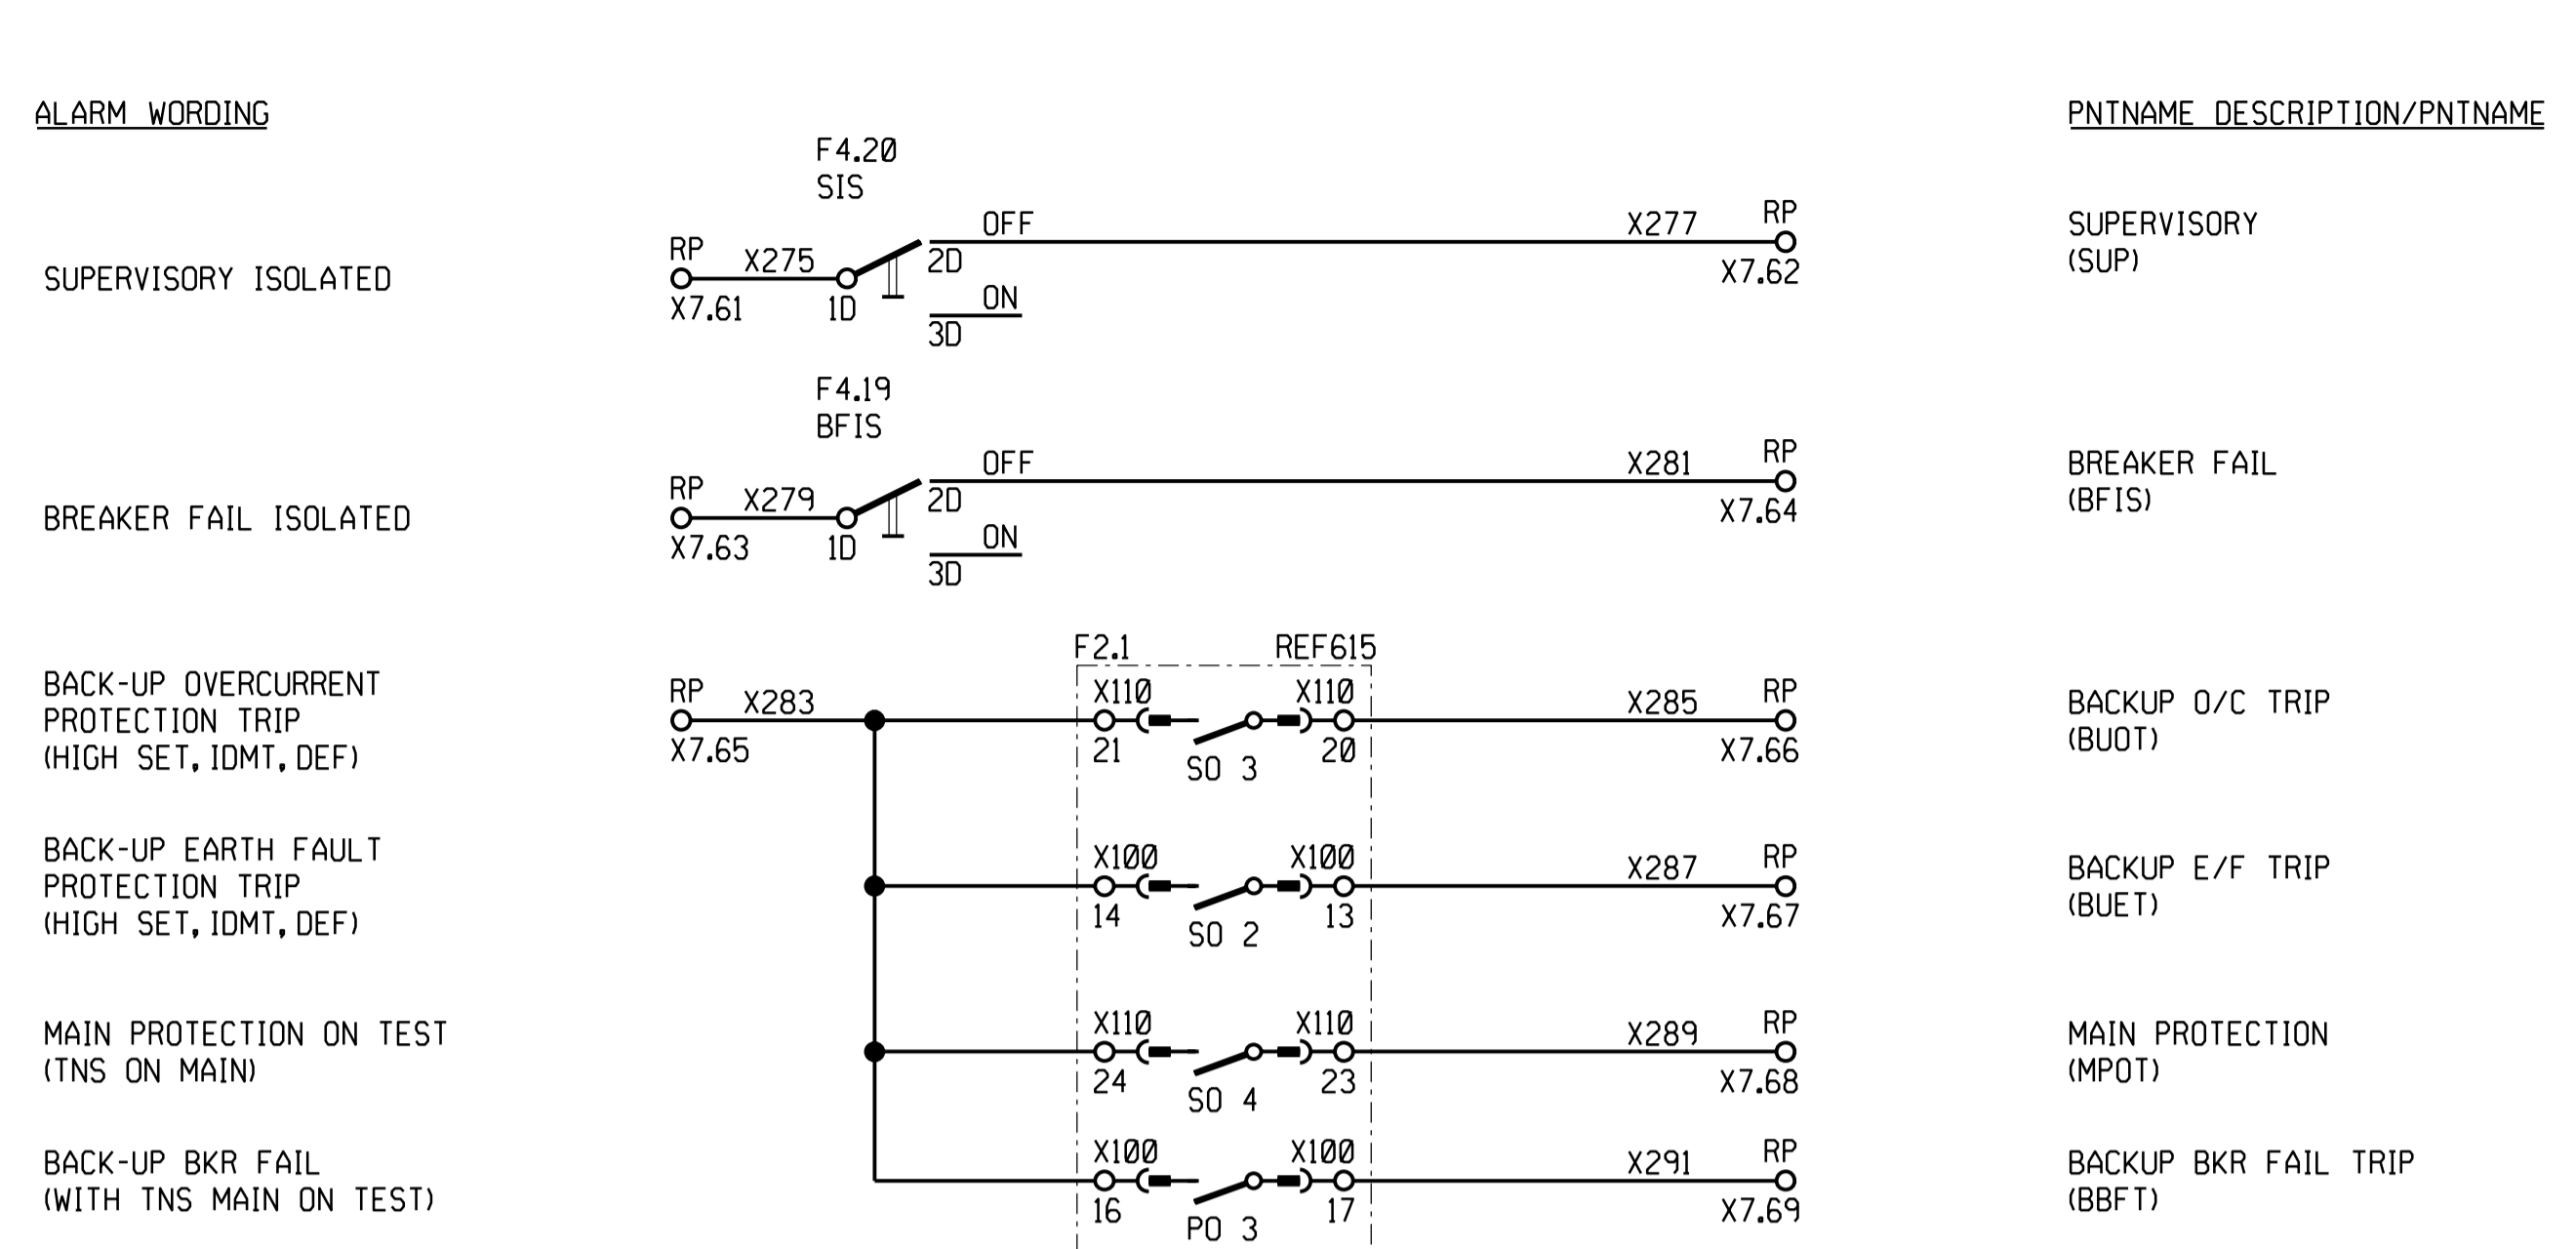 ALARM WORDING
PNTNAME DESCRIPTION/PNTNAME
F4.20
SIS
SUPERVISORY ISOLATED
RP
X275
X7.61
1D
OFF
2D
ON
3D
X277
RP
X7.62
SUPERVISORY
(SUP)
F4.19
BFIS
BREAKER FAIL ISOLATED
RP
X279
X7.63
1D
OFF
2D
ON
3D
X281
RP
X7.64
BREAKER FAIL
(BFIS)
F2.1
REF615
BACK-UP OVERCURRENT
PROTECTION TRIP
(HIGH SET, IDMT, DEF)
RP
X283
X7.65
X110
21
SO 3
X110
20
X285
RP
X7.66
BACKUP O/C TRIP
(BUOT)
BACK-UP EARTH FAULT
PROTECTION TRIP
(HIGH SET, IDMT, DEF)
X100
14
SO 2
X100
13
X287
RP
X7.67
BACKUP E/F TRIP
(BUET)
MAIN PROTECTION ON TEST
(TNS ON MAIN)
X110
24
SO 4
X110
23
X289
RP
X7.68
MAIN PROTECTION
(MPOT)
BACK-UP BKR FAIL
(WITH TNS MAIN ON TEST)
X100
16
PO 3
X100
17
X291
RP
X7.69
BACKUP BKR FAIL TRIP
(BBFT)